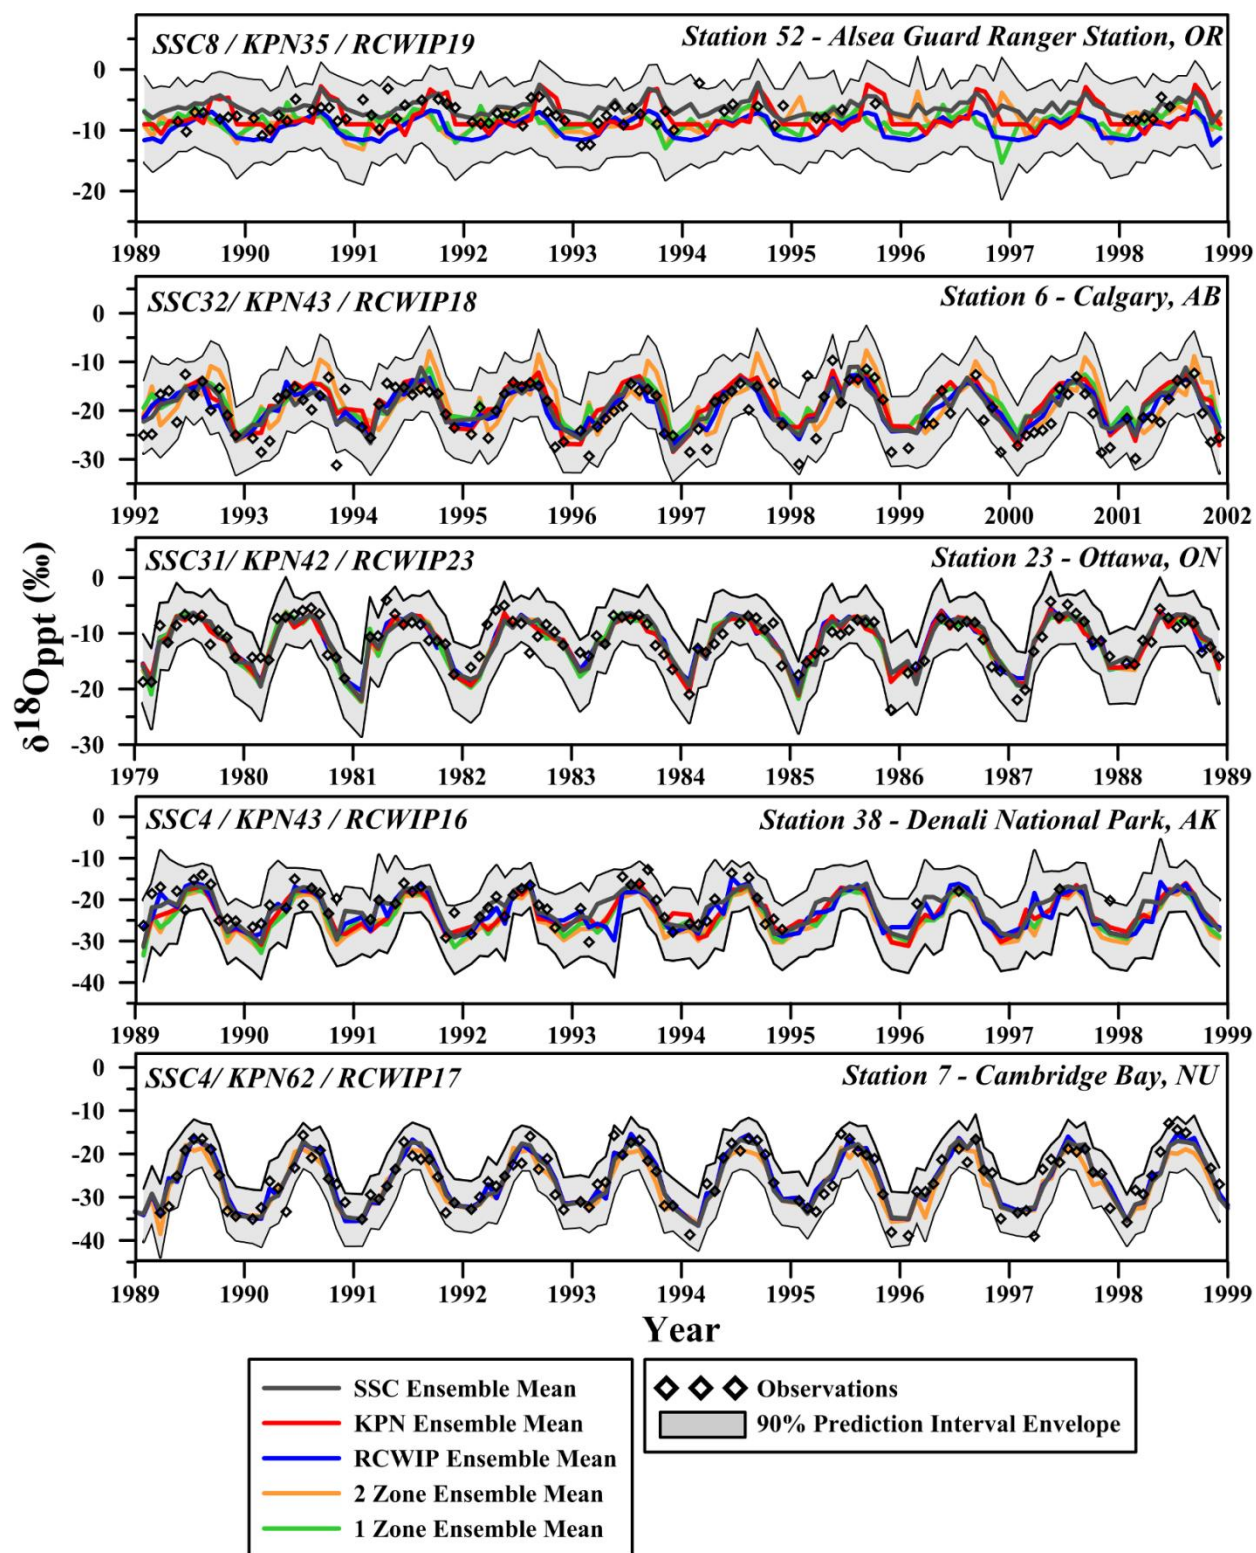 SSC8 / KPN35 / RCWIP19
Station 52 - Alsea Guard Ranger Station, OR
0
-10
-20
1989 1990 1991 1992 1993 1994 1995 1996 1997 1998 1999
SSC32/ KPN43 / RCWIP18
Station 6 - Calgary, AB
0
-10
-20
-30
1992 1993 1994 1995 1996 1997 1998 1999 2000 2001 2002
SSC31/ KPN42 / RCWIP23
Station 23 - Ottawa, ON
0
-10
-20
-30
1979 1980 1981 1982 1983 1984 1985 1986 1987 1988 1989
δ18Oppt (‰)
SSC4 / KPN43 / RCWIP16
Station 38 - Denali National Park, AK
0
-10
-20
-30
-40
1989 1990 1991 1992 1993 1994 1995 1996 1997 1998 1999
SSC4/ KPN62 / RCWIP17
Station 7 - Cambridge Bay, NU
0
-10
-20
-30
-40
1989 1990 1991 1992 1993 1994 1995 1996 1997 1998 1999
Year
SSC Ensemble Mean
KPN Ensemble Mean
RCWIP Ensemble Mean
2 Zone Ensemble Mean
1 Zone Ensemble Mean
Observations
90% Prediction Interval Envelope